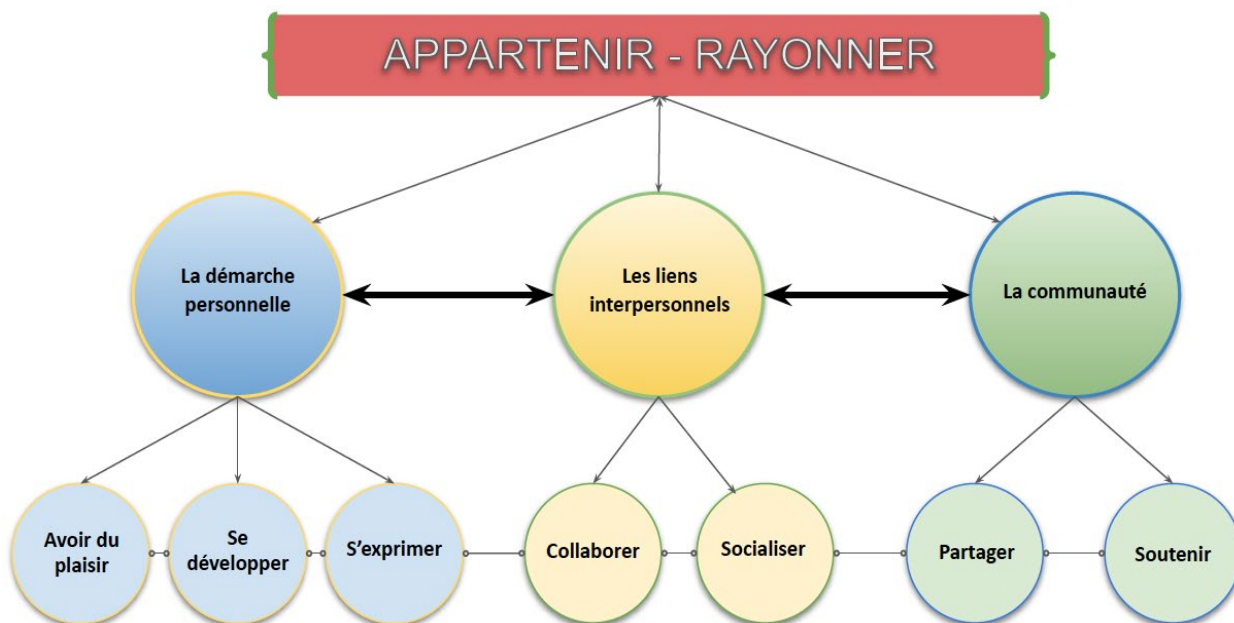 APPARTENIR - RAYONNER
La démarche
personnelle
Les liens
interpersonnels
La communauté
Avoir du
plaisir
Se
développer
S'exprimer
Collaborer
Socialiser
Partager
Soutenir